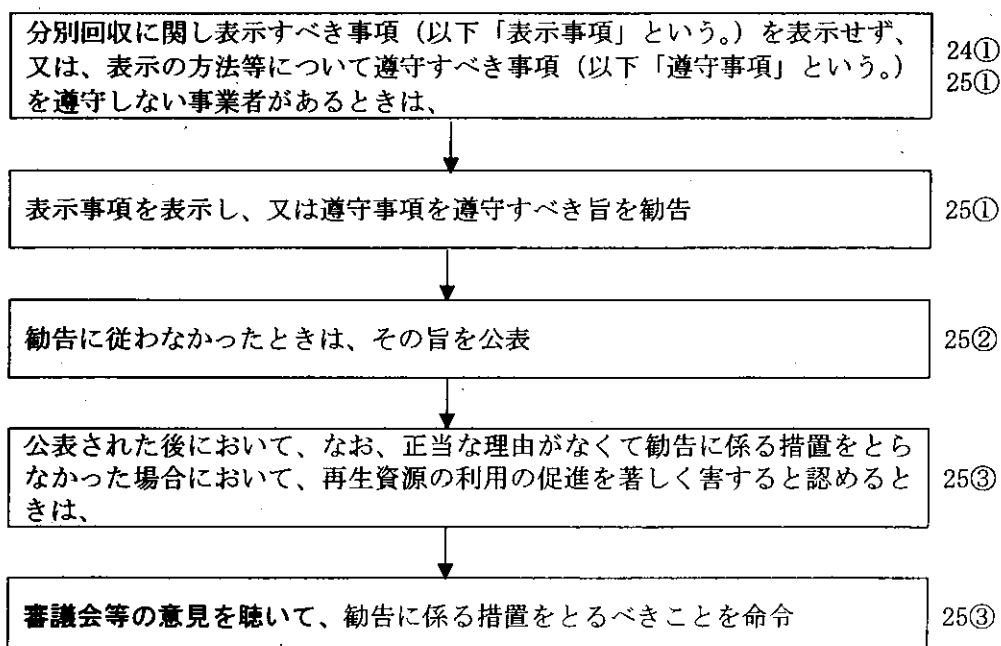 分別回収に関し表示すべき事項（以下「表示事項」という。）を表示せず、
又は、表示の方法等について遵守すべき事項（以下「遵守事項」という。）
を遵守しない事業者があるときは、
24①
25①
表示事項を表示し、又は遵守事項を遵守すべき旨を勧告
25①
勧告に従わなかったときは、その旨を公表
25②
公表された後において、なお、正当な理由がなくて勧告に係る措置をとら
なかった場合において、再生資源の利用の促進を著しく害すると認めると
きは、
25③
審議会等の意見を聴いて、勧告に係る措置をとるべきことを命令
25③